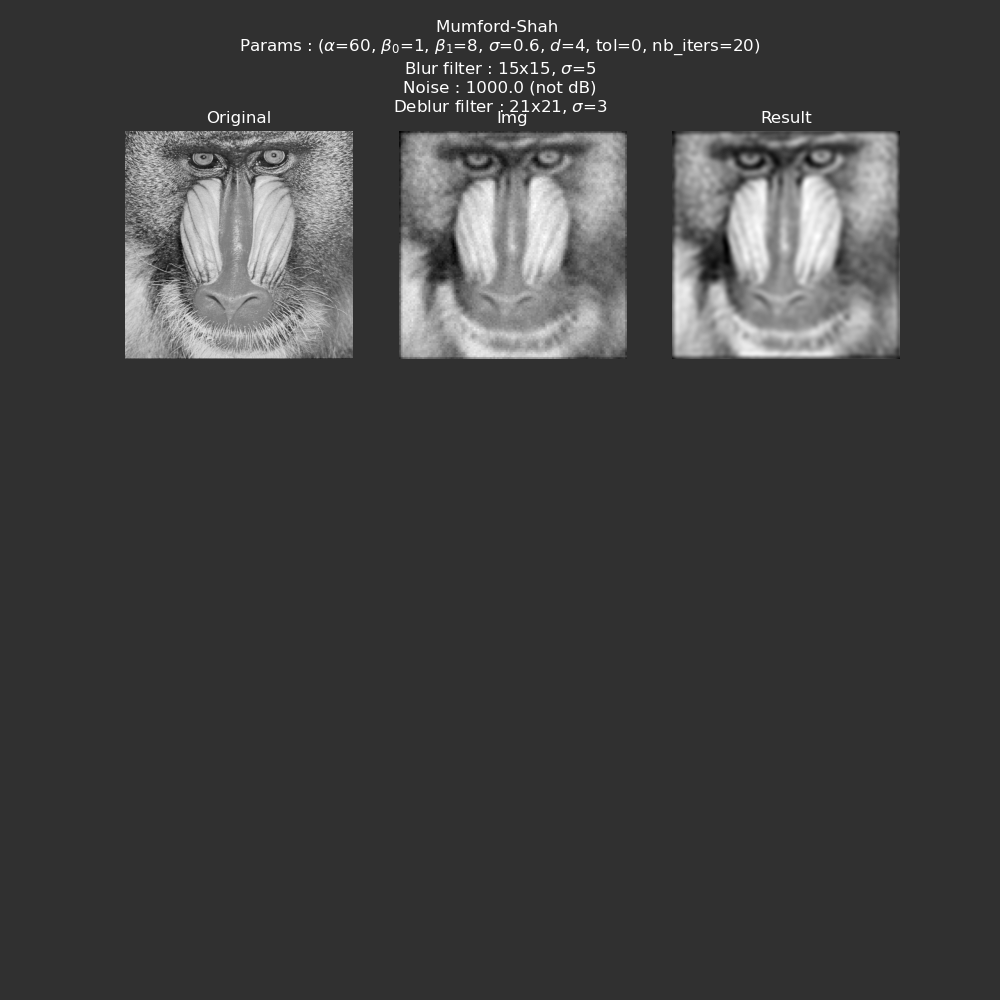 Mumford-Shah
Params : (α=60, β₀=1, β₁=8, σ=0.6, d=4, tol=0, nb_iters=20)
Blur filter : 15x15, σ=5
Noise : 1000.0 (not dB)
Deblur filter : 21x21, σ=3
Original Img Result